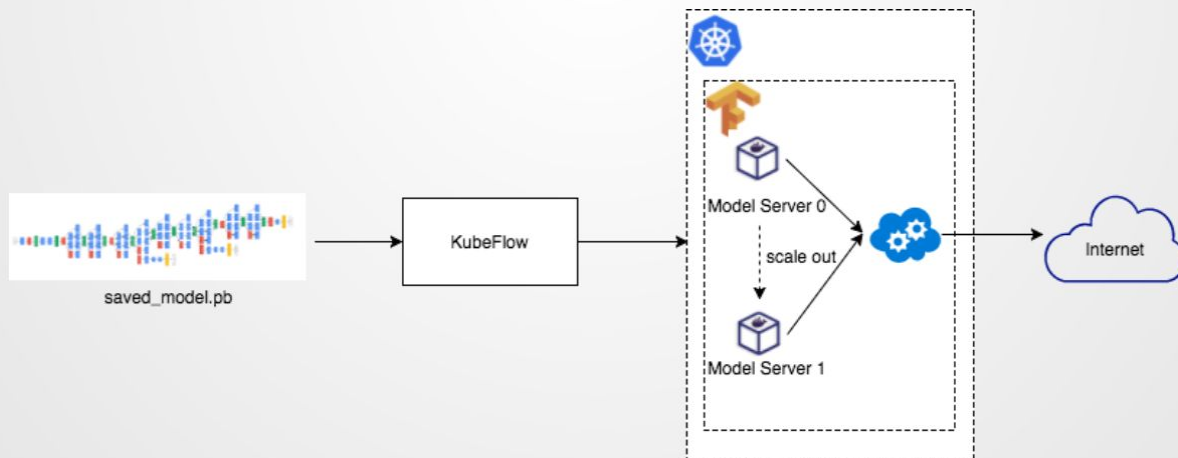 saved_model.pb
KubeFlow
Model Server 0
scale out
Model Server 1
Internet